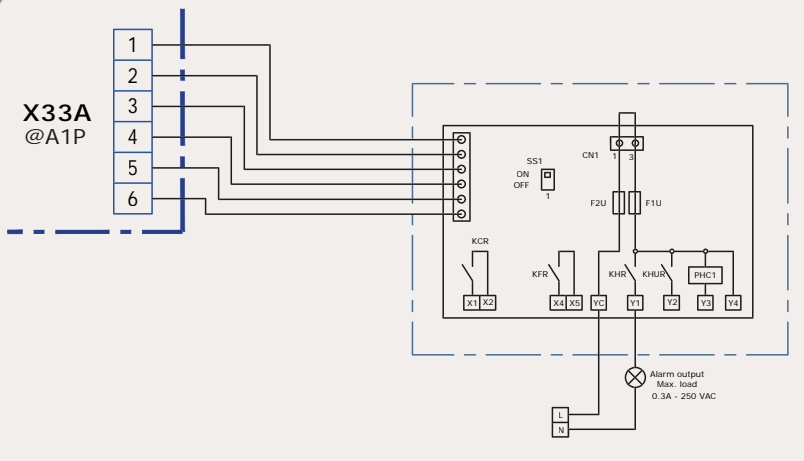 1
2
3
4
5
6
X33A
@A1P
SS1
ON
OFF
1
CN1
1 3
F2U
F1U
KCR
KFR
KHR
KHUR
PHC1
X1 X2
X4 X5
YC
Y1
Y2
Y3
Y4
Alarm output
Max. load
0.3A - 250 VAC
L
N